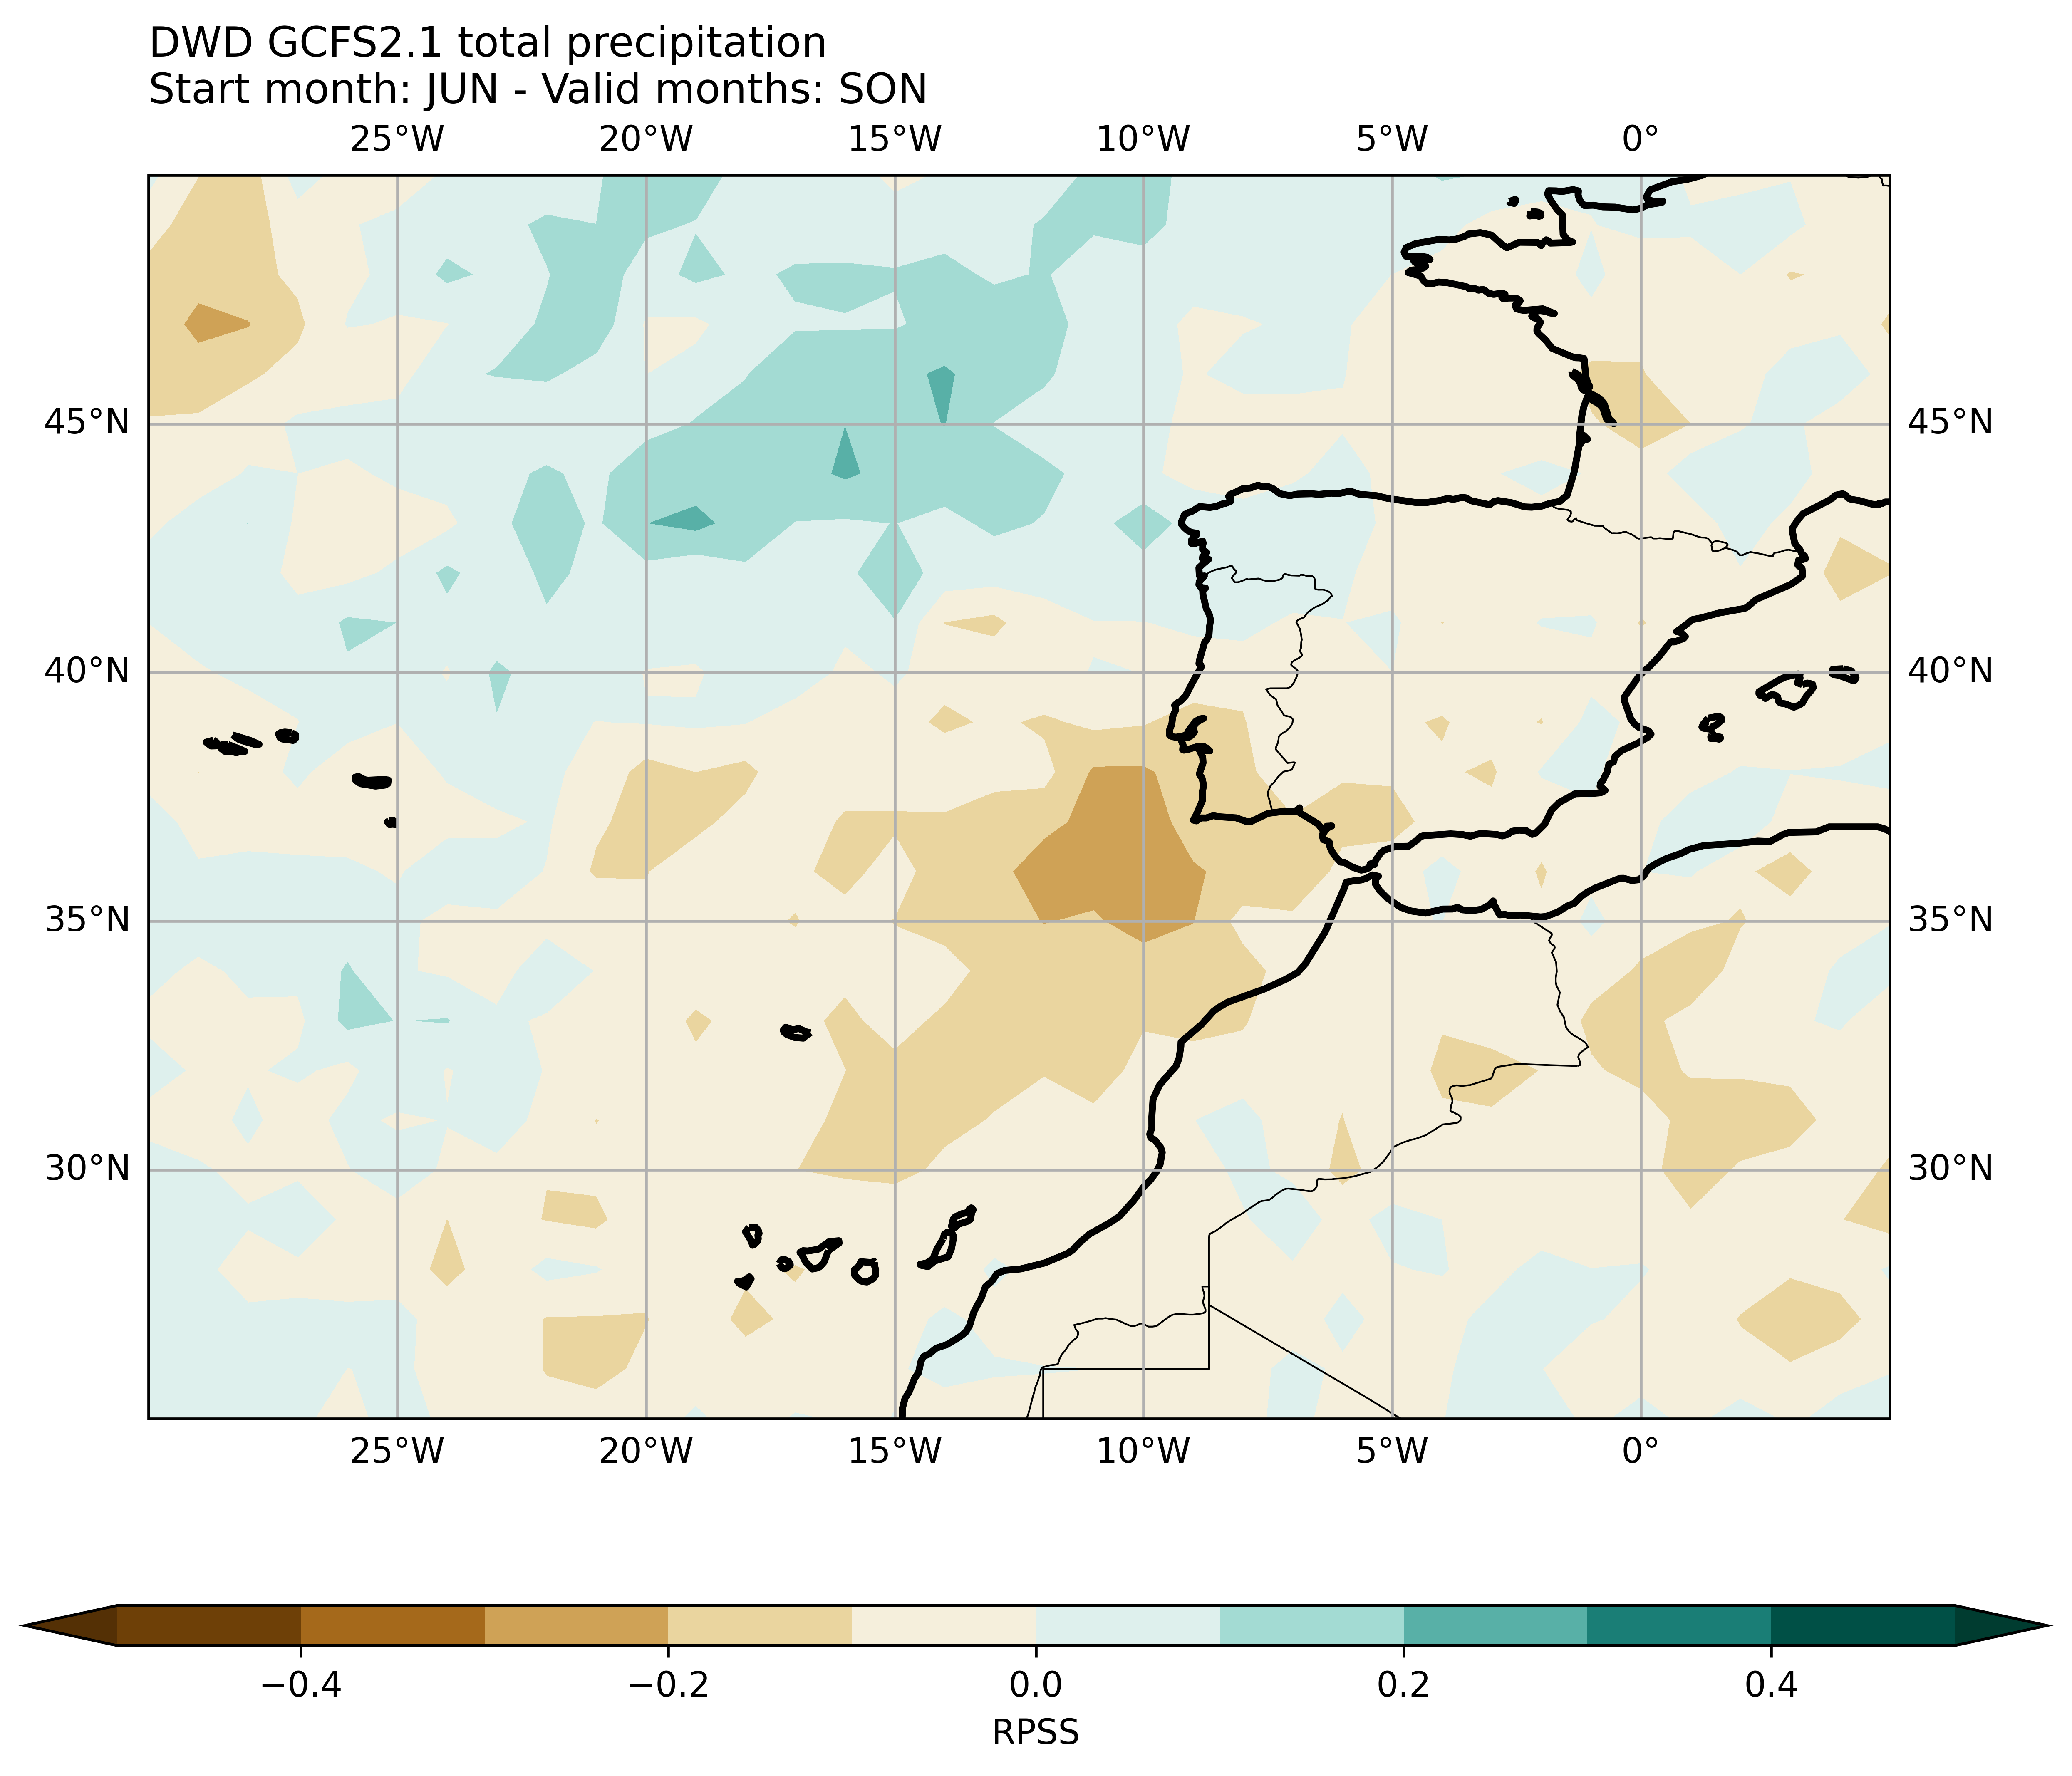 DWD GCFS2.1 total precipitation
Start month: JUN - Valid months: SON
25°W 20°W 15°W 10°W 5°W 0°
45°N 45°N
40°N 40°N
35°N 35°N
30°N 30°N
25°W 20°W 15°W 10°W 5°W 0°
−0.4 −0.2 0.0 0.2 0.4
RPSS